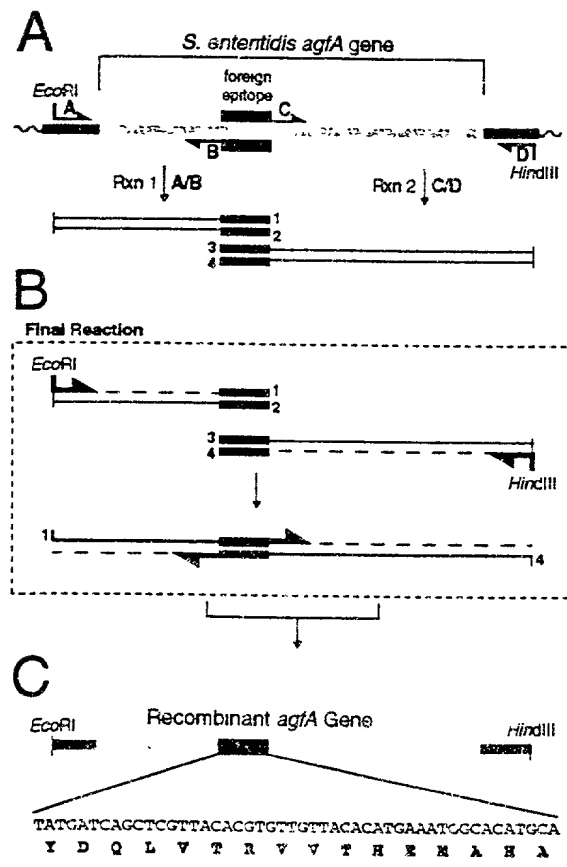 A
S. enteritidis agfA gene
EcoRI
foreign
epitope
A
C
B
D
HindIII
Rxn 1 A/B
Rxn 2 C/D
1
2
3
4
B
Final Reaction
EcoRI
1
2
3
4
HindIII
1
4
C
EcoRI
Recombinant agfA Gene
HindIII
TATGATCAGCTCGTTACACGTGTTGTTACACATGAAATGGCACATGCA
Y D Q L V T R V V T H E M A H A